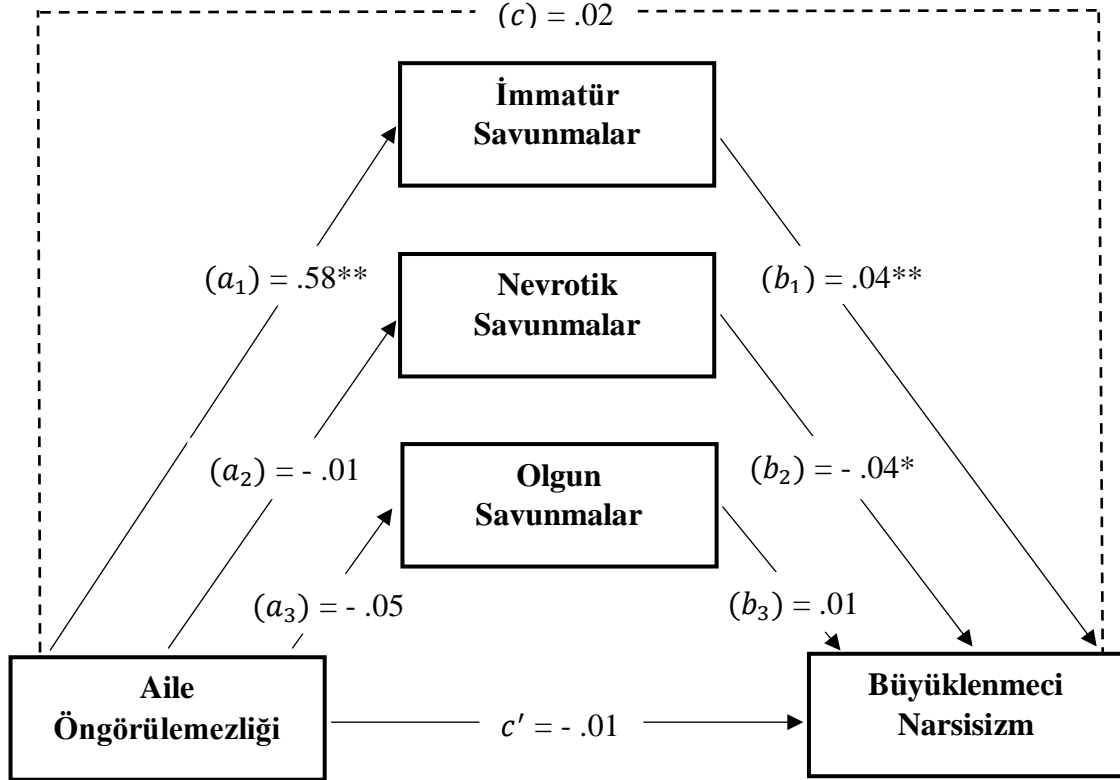 (c) = .02
İmmatür
Savunmalar
(a₁) = .58**
(b₁) = .04**
Nevrotik
Savunmalar
(a₂) = - .01
(b₂) = - .04*
Olgun
Savunmalar
(a₃) = - .05
(b₃) = .01
Aile
Öngörülemezliği
c′ = - .01
Büyüklenmeci
Narsisizm